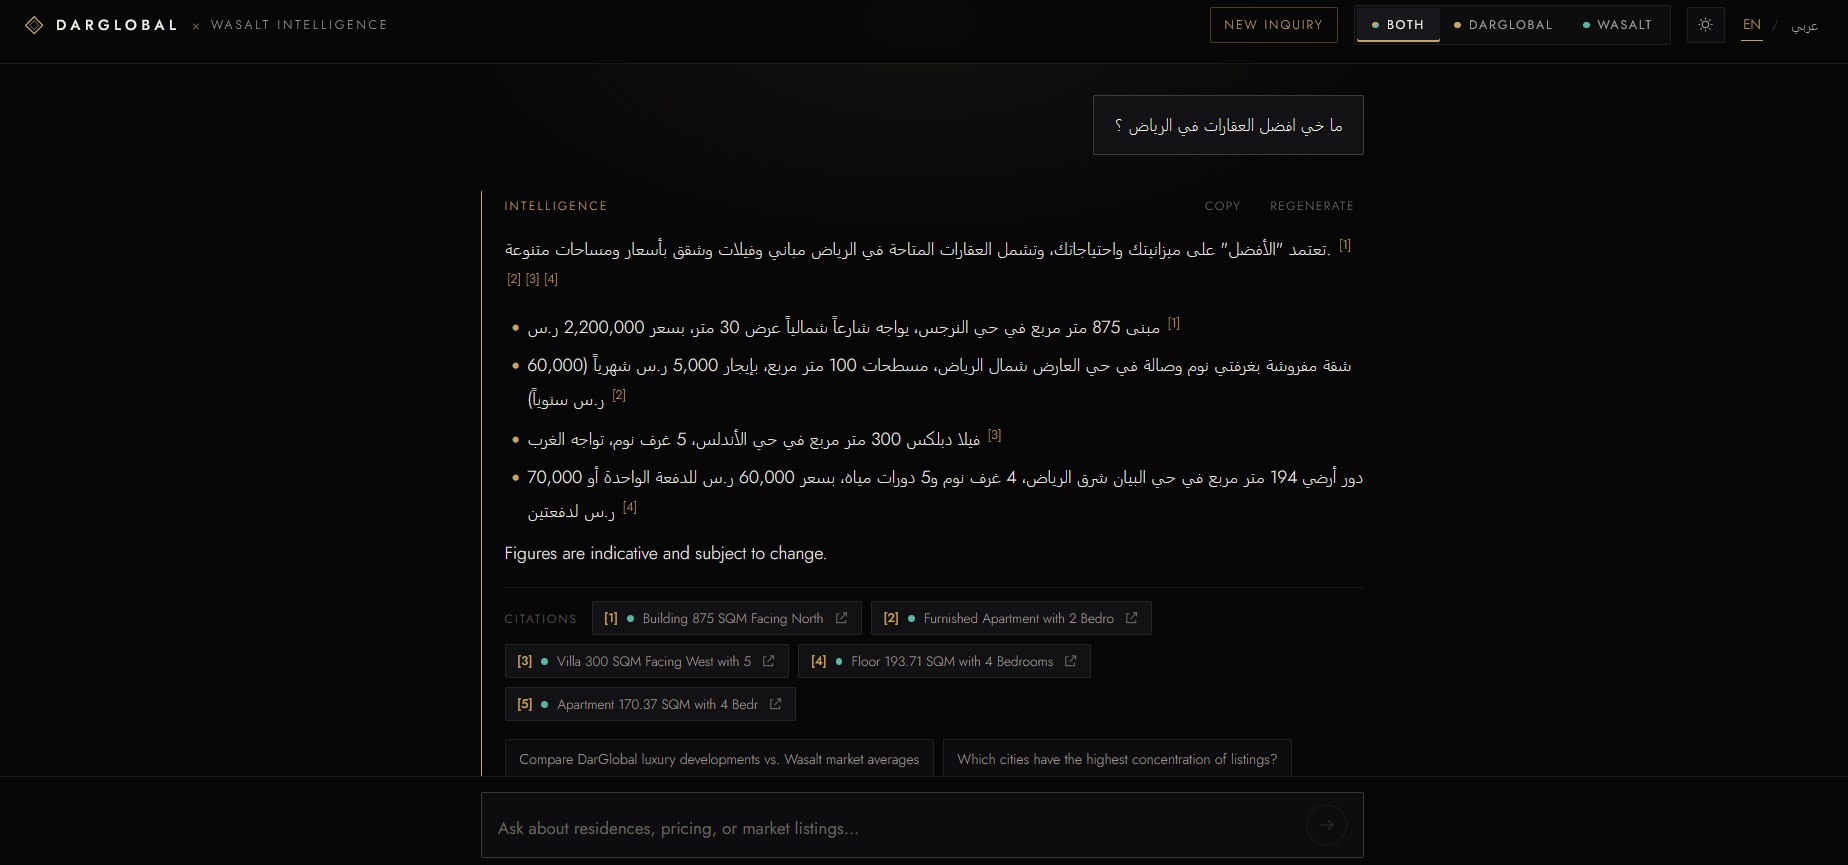 DARGLOBAL × WASALT INTELLIGENCE
NEW INQUIRY
BOTH DARGLOBAL WASALT
EN / عربي
ما خي افضل العقارات في الرياض ؟
INTELLIGENCE
COPY REGENERATE
تعتمد "الأفضل" على ميزانيتك واحتياجاتك، وتشمل العقارات المتاحة في الرياض مباني وفيلات وشقق بأسعار ومساحات متنوعة. [1]
[2] [3] [4]
• مبنى 875 متر مربع في حي النرجس، يواجه شارعاً شمالياً عرض 30 متر، بسعر 2,200,000 ر.س [1]
• شقة مفروشة بغرفتي نوم وصالة في حي العارض شمال الرياض، مسطحات 100 متر مربع، بإيجار 5,000 ر.س شهرياً (60,000
ر.س سنوياً) [2]
• فيلا دبلكس 300 متر مربع في حي الأندلس، 5 غرف نوم، تواجه الغرب [3]
• دور أرضي 194 متر مربع في حي البيان شرق الرياض، 4 غرف نوم و5 دورات مياه، بسعر 60,000 ر.س للدفعة الواحدة أو 70,000
ر.س لدفعتين [4]
Figures are indicative and subject to change.
CITATIONS [1] Building 875 SQM Facing North [2] Furnished Apartment with 2 Bedro
[3] Villa 300 SQM Facing West with 5 [4] Floor 193.71 SQM with 4 Bedrooms
[5] Apartment 170.37 SQM with 4 Bedr
Compare DarGlobal luxury developments vs. Wasalt market averages
Which cities have the highest concentration of listings?
Ask about residences, pricing, or market listings...